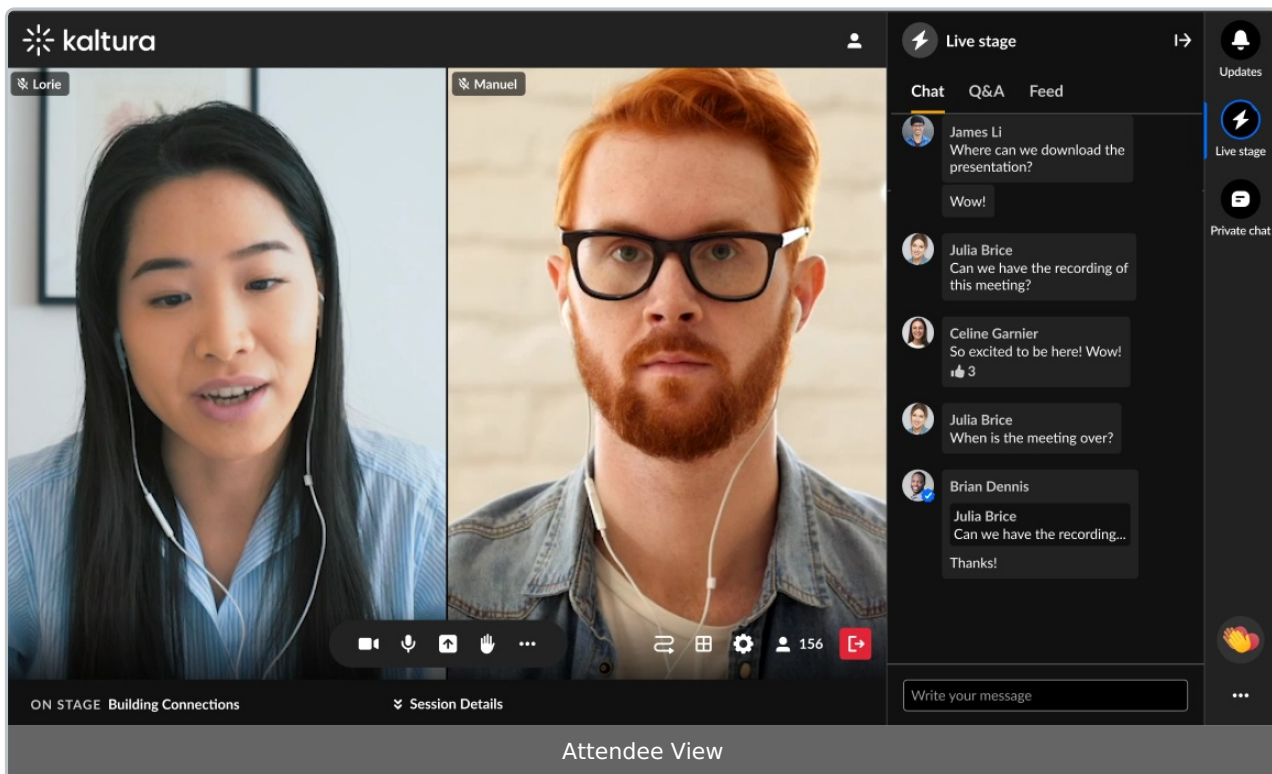 kaltura
Lorie
Manuel
156
ON STAGE Building Connections
Session Details
Live stage
Chat Q&A Feed
James Li
Where can we download the
presentation?
Wow!
Julia Brice
Can we have the recording of
this meeting?
Celine Garnier
So excited to be here! Wow!
3
Julia Brice
When is the meeting over?
Brian Dennis
Julia Brice
Can we have the recording...
Thanks!
Write your message
Updates
Live stage
Private chat
Attendee View